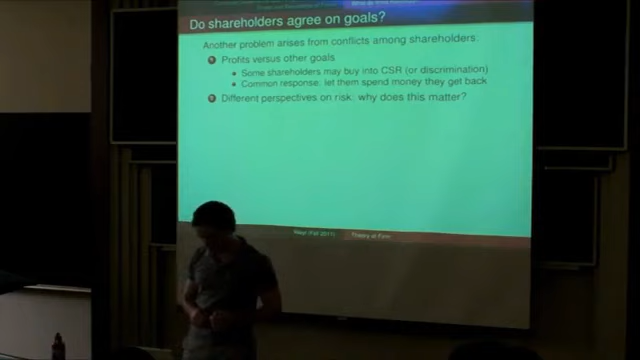 Do shareholders agree on goals?
Another problem arises from conflicts among shareholders:
Profits versus other goals
Some shareholders may buy into CSR (or discrimination)
Common response: let them spend money they get back
Different perspectives on risk: why does this matter?
(Fall 2011) Theory of Firm